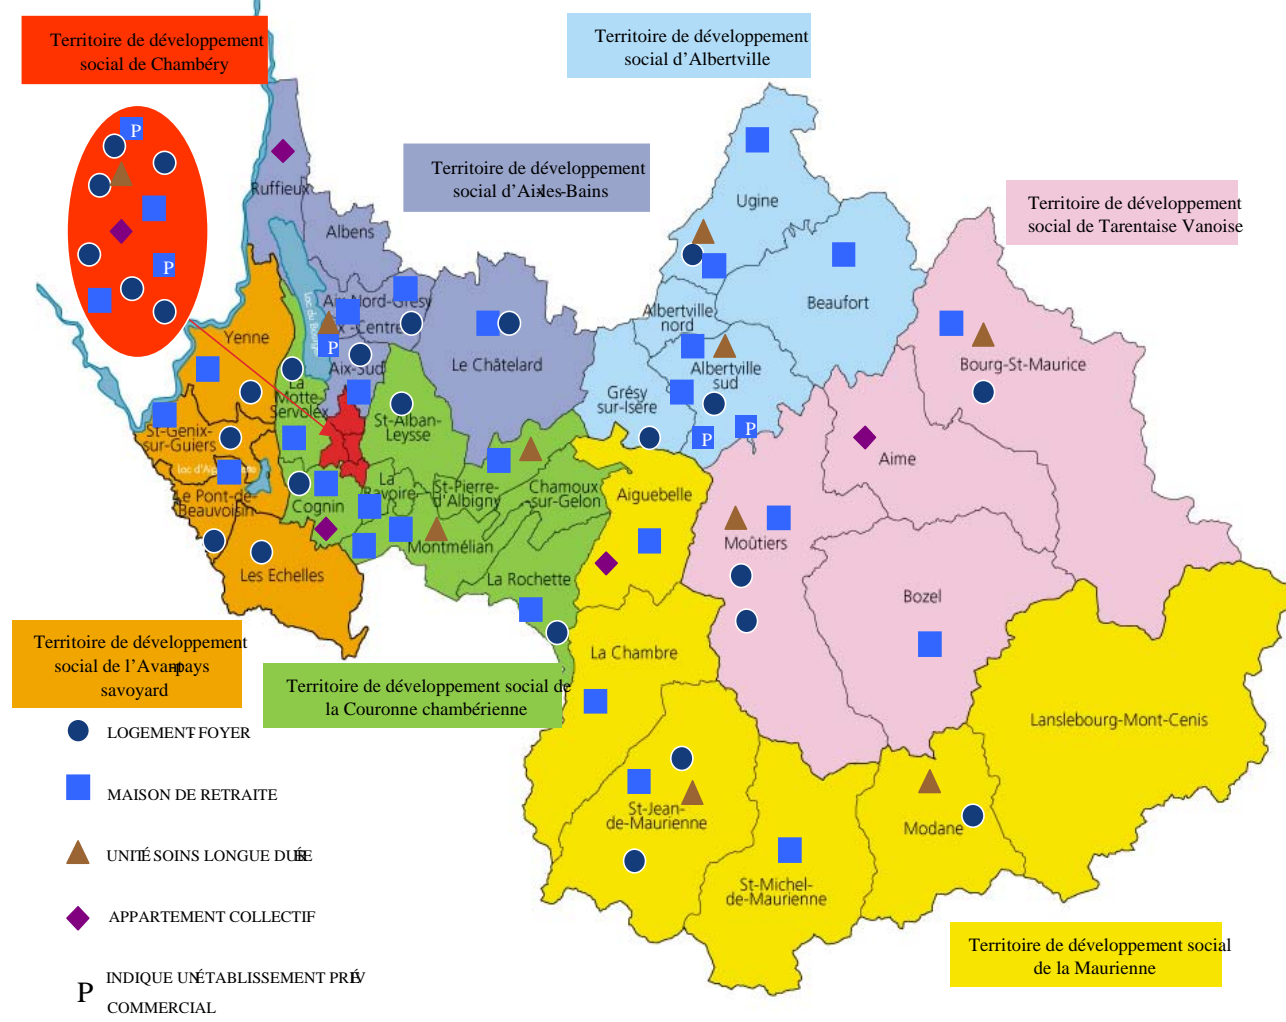 Territoire de développement
social de Chambéry
Territoire de développement
social d'Albertville
Territoire de développement
social d'Aixles-Bains
Territoire de développement
social de Tarentaise Vanoise
P
P
Ruffieux
Albens
Ugine
Beaufort
Aix-Nord-Grésy
Aix-Centre
P
Aix-Sud
Lac du Bourget
Le Châtelard
Albertville
nord
Albertville
sud
Grésy
sur-Isère
P
P
Bourg-St-Maurice
Aime
Yenne
La
Motte-
Servolex
St-Alban-
Leysse
St-Genix-
sur-Guiers
Le Pont-de-
Beauvoisin
Cognin
La
Ravoire
St-Pierre-
d'Albigny
Chamoux
-sur-Gelon
Aiguebelle
Montmélian
Moûtiers
Les Echelles
La Rochette
Bozel
La Chambre
Lanslebourg-Mont-Cenis
St-Jean-
de-Maurienne
Modane
St-Michel-
de-Maurienne
Territoire de développement
social de l'Avant-pays
savoyard
Territoire de développement social de
la Couronne chambérienne
Territoire de développement social
de la Maurienne
LOGEMENT-FOYER
MAISON DE RETRAITE
UNITÉ SOINS LONGUE DURÉE
APPARTEMENT COLLECTIF
P INDIQUE UN ÉTABLISSEMENT PRIVÉ
COMMERCIAL